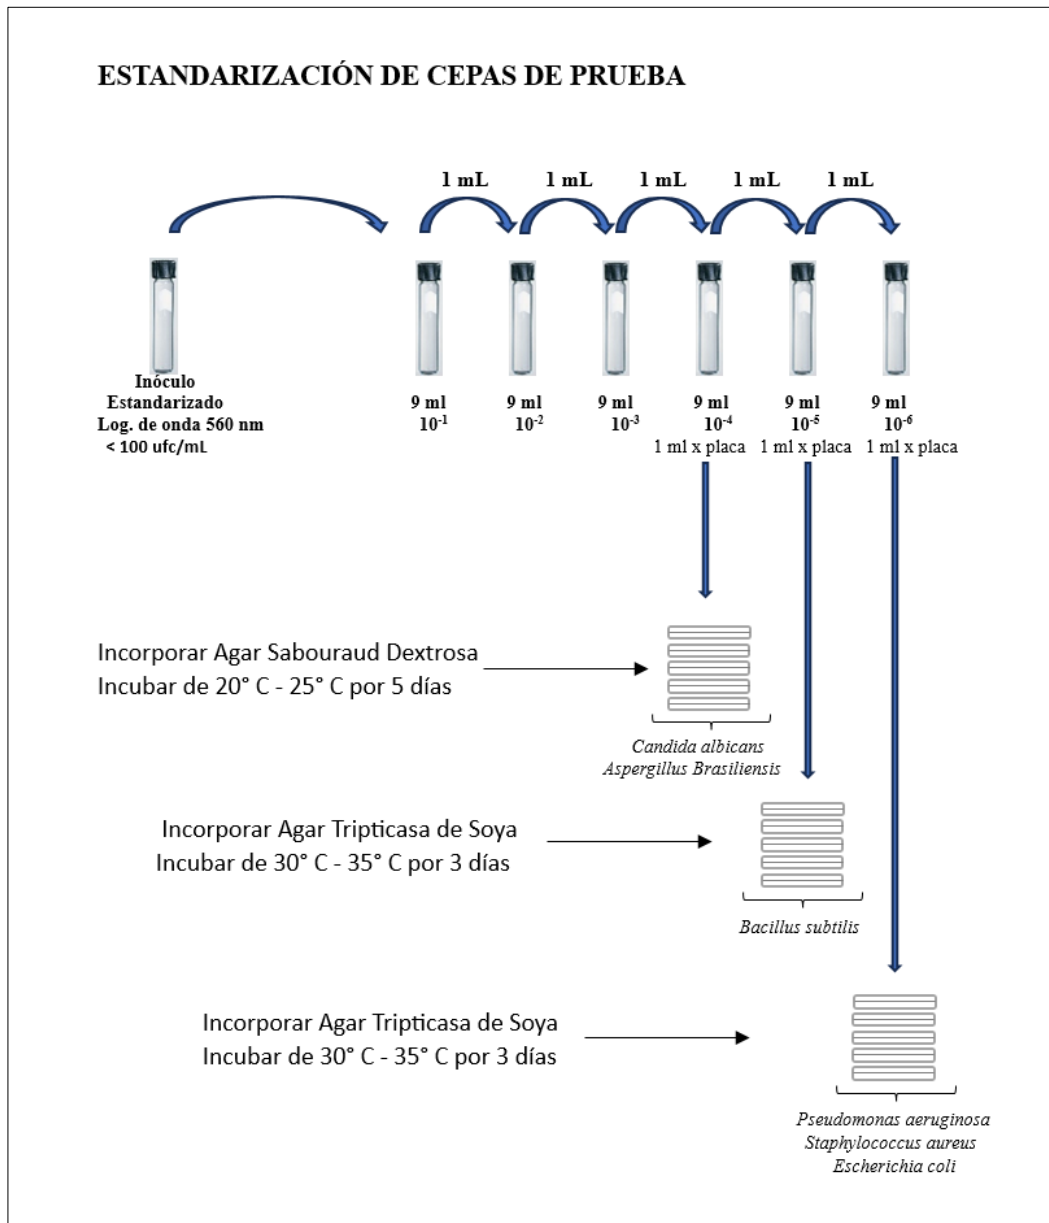 ESTANDARIZACIÓN DE CEPAS DE PRUEBA
1 mL 1 mL 1 mL 1 mL 1 mL
Inóculo
Estandarizado
Log. de onda 560 nm
< 100 ufc/mL
9 ml 9 ml 9 ml 9 ml 9 ml 9 ml
10⁻¹ 10⁻² 10⁻³ 10⁻⁴ 10⁻⁵ 10⁻⁶
1 ml x placa 1 ml x placa 1 ml x placa
Incorporar Agar Sabouraud Dextrosa
Incubar de 20° C - 25° C por 5 días
Candida albicans
Aspergillus Brasiliensis
Incorporar Agar Tripticasa de Soya
Incubar de 30° C - 35° C por 3 días
Bacillus subtilis
Incorporar Agar Tripticasa de Soya
Incubar de 30° C - 35° C por 3 días
Pseudomonas aeruginosa
Staphylococcus aureus
Escherichia coli